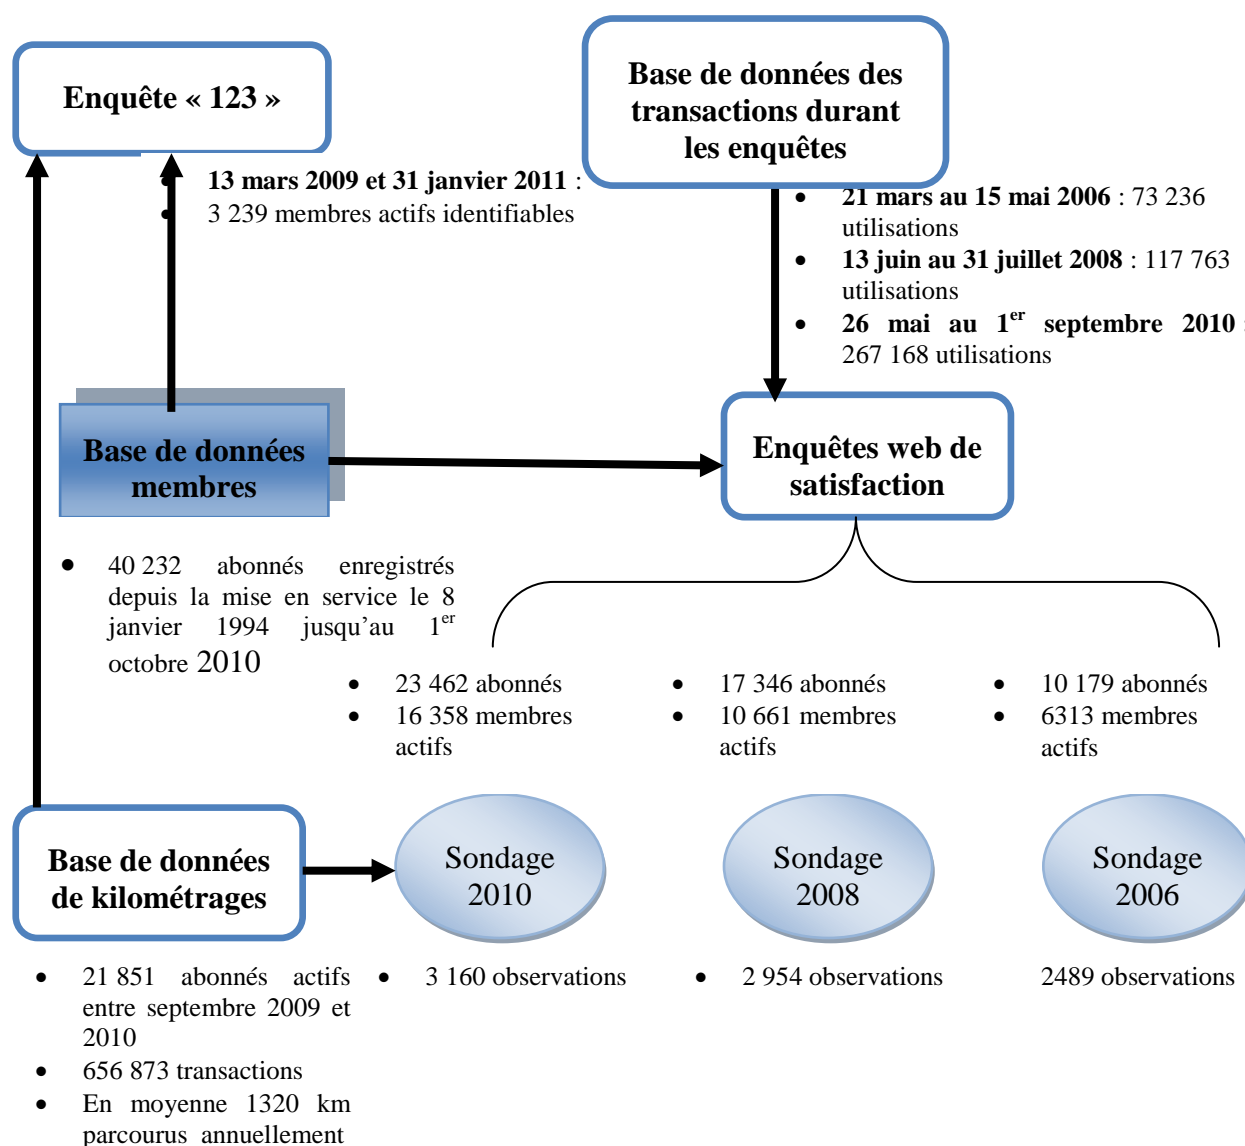 Enquête « 123 »
• 13 mars 2009 et 31 janvier 2011 :
• 3 239 membres actifs identifiables
Base de données des
transactions durant
les enquêtes
• 21 mars au 15 mai 2006 : 73 236
utilisations
• 13 juin au 31 juillet 2008 : 117 763
utilisations
• 26 mai au 1er septembre 2010 :
267 168 utilisations
Base de données
membres
Enquêtes web de
satisfaction
• 40 232 abonnés enregistrés
depuis la mise en service le 8
janvier 1994 jusqu’au 1er
octobre 2010
• 23 462 abonnés
• 16 358 membres
actifs
• 17 346 abonnés
• 10 661 membres
actifs
• 10 179 abonnés
• 6313 membres
actifs
Base de données
de kilométrages
Sondage
2010
Sondage
2008
Sondage
2006
• 21 851 abonnés actifs
entre septembre 2009 et
2010
• 656 873 transactions
• En moyenne 1320 km
parcourus annuellement
• 3 160 observations
• 2 954 observations
2489 observations